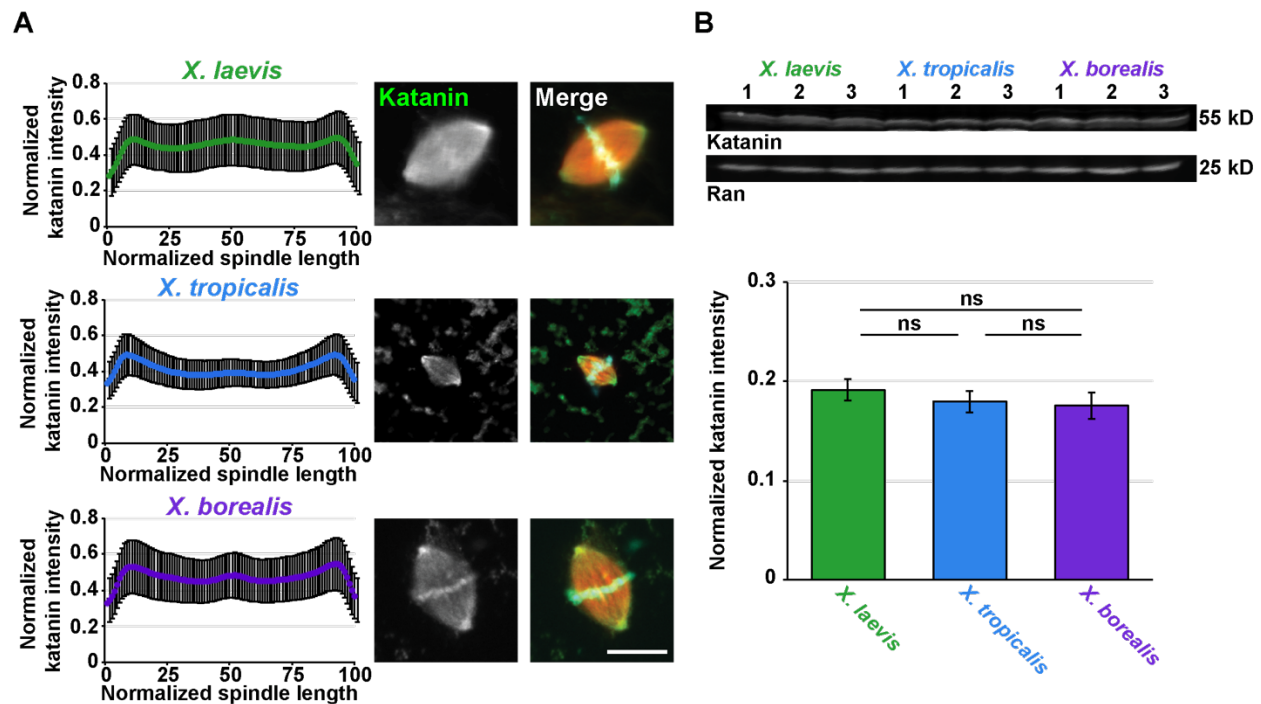 A
X. laevis
Normalized
katanin intensity
0.8
0.6
0.4
0.2
0
0 25 50 75 100
Normalized spindle length
Katanin
Merge
X. tropicalis
Normalized
katanin intensity
0.8
0.6
0.4
0.2
0
0 25 50 75 100
Normalized spindle length
X. borealis
Normalized
katanin intensity
0.8
0.6
0.4
0.2
0
0 25 50 75 100
Normalized spindle length
B
X. laevis X. tropicalis X. borealis
1 2 3 1 2 3 1 2 3
55 kD
Katanin
25 kD
Ran
Normalized katanin intensity
0.3
0.2
0.1
0
ns
ns ns
X. laevis
X. tropicalis
X. borealis